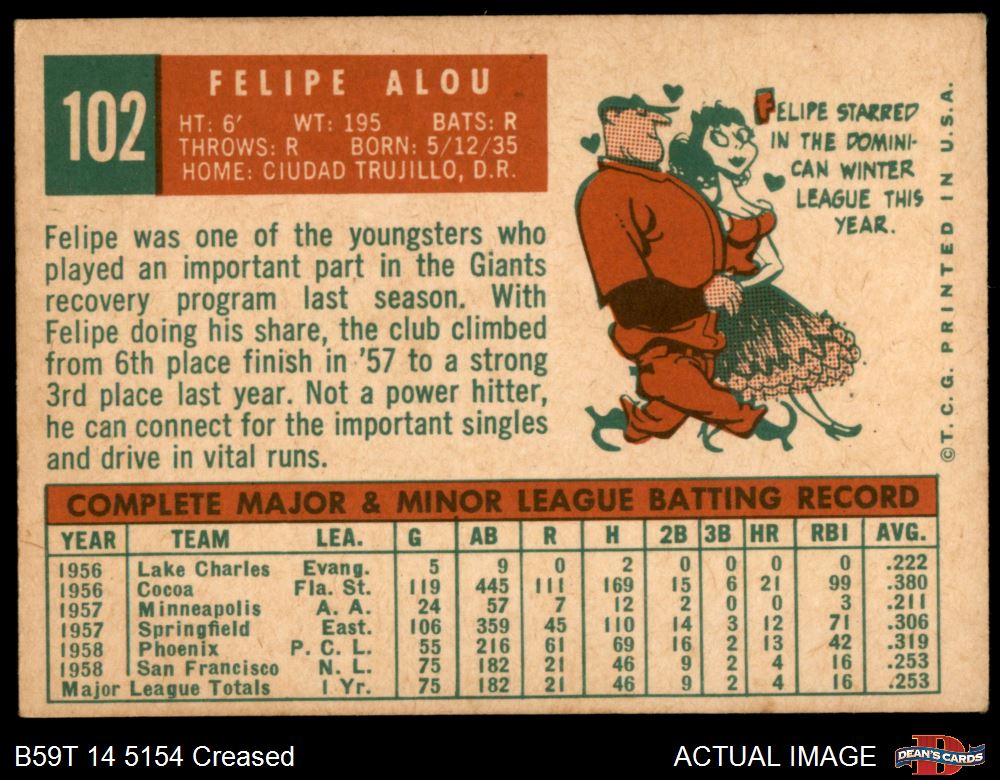 102
FELIPE ALOU
HT: 6' WT: 195 BATS: R
THROWS: R BORN: 5/12/35
HOME: CIUDAD TRUJILLO, D.R.
FELIPE STARRED
IN THE DOMINI-
CAN WINTER
LEAGUE THIS
YEAR.
Felipe was one of the youngsters who
played an important part in the Giants
recovery program last season. With
Felipe doing his share, the club climbed
from 6th place finish in '57 to a strong
3rd place last year. Not a power hitter,
he can connect for the important singles
and drive in vital runs.
©T. C. G. PRINTED IN U.S.A.
COMPLETE MAJOR & MINOR LEAGUE BATTING RECORD
YEAR TEAM LEA. G AB R H 2B 3B HR RBI AVG.
1956 Lake Charles Evang. 5 9 0 2 0 0 0 0 .222
1956 Cocoa Fla. St. 119 445 111 169 15 6 21 99 .380
1957 Minneapolis A. A. 24 57 7 12 2 0 0 3 .211
1957 Springfield East. 106 359 45 110 14 3 12 71 .306
1958 Phoenix P. C. L. 55 216 61 69 16 2 13 42 .319
1958 San Francisco N. L. 75 182 21 46 9 2 4 16 .253
Major League Totals 1 Yr. 75 182 21 46 9 2 4 16 .253
B59T 14 5154 Creased
ACTUAL IMAGE
DEAN'S CARDS